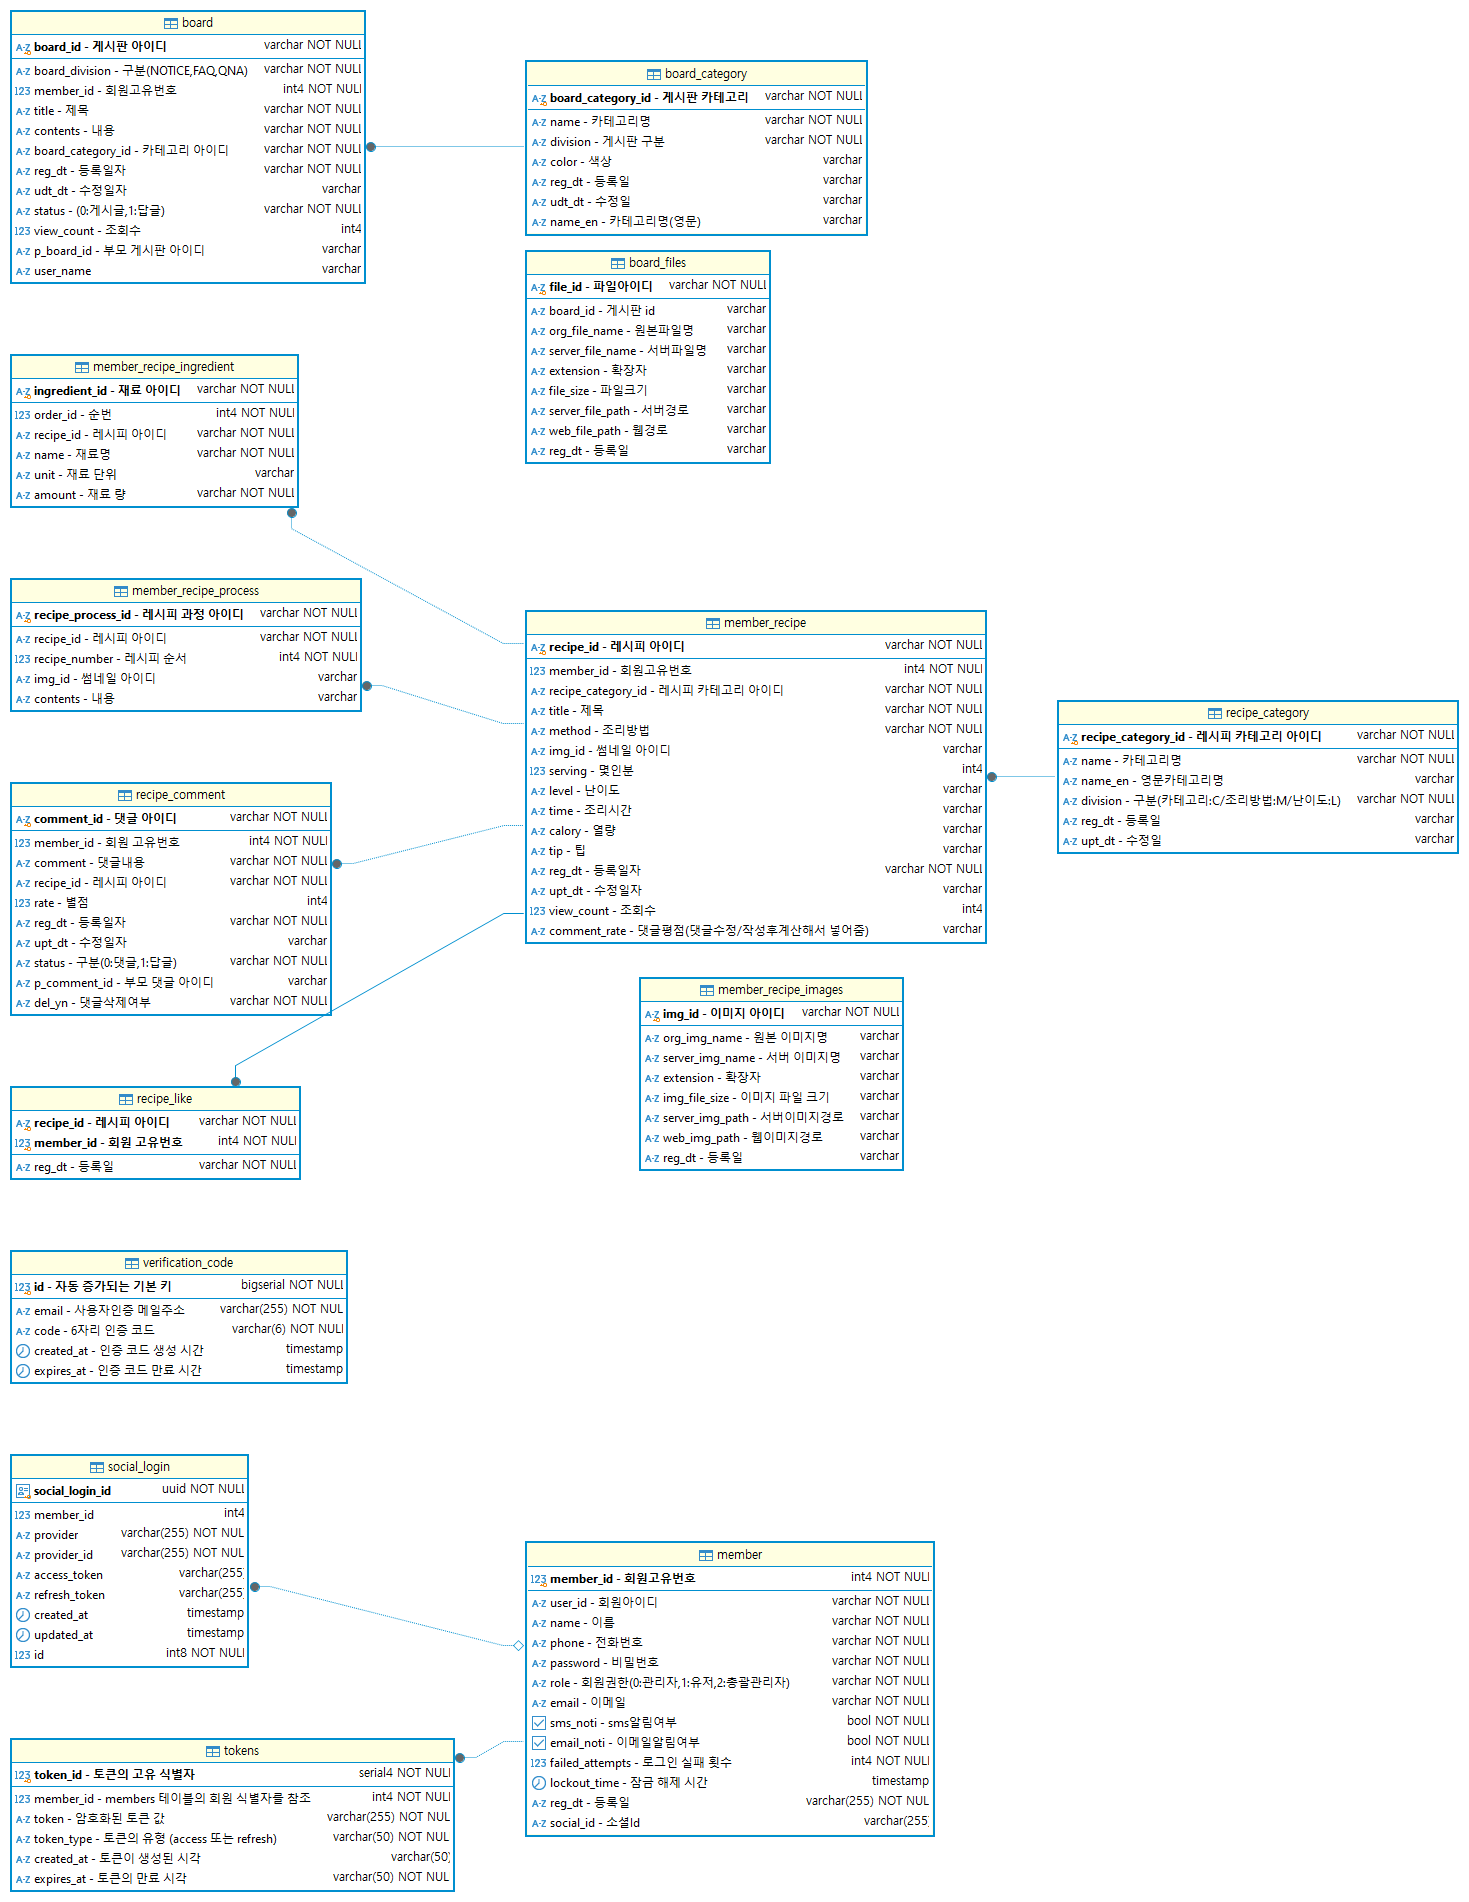 board
board_id - 게시판 아이디 varchar NOT NULL
board_division - 구분(NOTICE,FAQ,QNA) varchar NOT NULL
member_id - 회원고유번호 int4 NOT NULL
title - 제목 varchar NOT NULL
contents - 내용 varchar NOT NULL
board_category_id - 카테고리 아이디 varchar NOT NULL
reg_dt - 등록일자 varchar NOT NULL
udt_dt - 수정일자 varchar
status - (0:게시글,1:답글) varchar NOT NULL
view_count - 조회수 int4
p_board_id - 부모 게시판 아이디 varchar
user_name varchar
board_category
board_category_id - 게시판 카테고리 varchar NOT NULL
name - 카테고리명 varchar NOT NULL
division - 게시판 구분 varchar NOT NULL
color - 색상 varchar
reg_dt - 등록일 varchar
udt_dt - 수정일 varchar
name_en - 카테고리명(영문) varchar
board_files
file_id - 파일아이디 varchar NOT NULL
board_id - 게시판 id varchar
org_file_name - 원본파일명 varchar
server_file_name - 서버파일명 varchar
extension - 확장자 varchar
file_size - 파일크기 varchar
server_file_path - 서버경로 varchar
web_file_path - 웹경로 varchar
reg_dt - 등록일 varchar
member_recipe_ingredient
ingredient_id - 재료 아이디 varchar NOT NULL
order_id - 순번 int4 NOT NULL
recipe_id - 레시피 아이디 varchar NOT NULL
name - 재료명 varchar NOT NULL
unit - 재료 단위 varchar
amount - 재료 량 varchar NOT NULL
member_recipe_process
recipe_process_id - 레시피 과정 아이디 varchar NOT NULL
recipe_id - 레시피 아이디 varchar NOT NULL
recipe_number - 레시피 순서 int4 NOT NULL
img_id - 썸네일 아이디 varchar
contents - 내용 varchar
member_recipe
recipe_id - 레시피 아이디 varchar NOT NULL
member_id - 회원고유번호 int4 NOT NULL
recipe_category_id - 레시피 카테고리 아이디 varchar NOT NULL
title - 제목 varchar NOT NULL
method - 조리방법 varchar NOT NULL
img_id - 썸네일 아이디 varchar
serving - 몇인분 int4
level - 난이도 varchar
time - 조리시간 varchar
calory - 열량 varchar
tip - 팁 varchar
reg_dt - 등록일자 varchar NOT NULL
upt_dt - 수정일자 varchar
view_count - 조회수 int4
comment_rate - 댓글평점(댓글수정/작성후계산해서 넣어줌) varchar
recipe_category
recipe_category_id - 레시피 카테고리 아이디 varchar NOT NULL
name - 카테고리명 varchar NOT NULL
name_en - 영문카테고리명 varchar
division - 구분(카테고리:C/조리방법:M/난이도:L) varchar NOT NULL
reg_dt - 등록일 varchar
upt_dt - 수정일 varchar
recipe_comment
comment_id - 댓글 아이디 varchar NOT NULL
member_id - 회원 고유번호 int4 NOT NULL
comment - 댓글내용 varchar NOT NULL
recipe_id - 레시피 아이디 varchar NOT NULL
rate - 별점 int4
reg_dt - 등록일자 varchar NOT NULL
upt_dt - 수정일자 varchar
status - 구분(0:댓글,1:답글) varchar NOT NULL
p_comment_id - 부모 댓글 아이디 varchar
del_yn - 댓글삭제여부 varchar NOT NULL
member_recipe_images
img_id - 이미지 아이디 varchar NOT NULL
org_img_name - 원본 이미지명 varchar
server_img_name - 서버 이미지명 varchar
extension - 확장자 varchar
img_file_size - 이미지 파일 크기 varchar
server_img_path - 서버이미지경로 varchar
web_img_path - 웹이미지경로 varchar
reg_dt - 등록일 varchar
recipe_like
recipe_id - 레시피 아이디 varchar NOT NULL
member_id - 회원 고유번호 int4 NOT NULL
reg_dt - 등록일 varchar NOT NULL
verification_code
id - 자동 증가되는 기본 키 bigserial NOT NULL
email - 사용자인증 메일주소 varchar(255) NOT NUL
code - 6자리 인증 코드 varchar(6) NOT NULL
created_at - 인증 코드 생성 시간 timestamp
expires_at - 인증 코드 만료 시간 timestamp
social_login
social_login_id uuid NOT NULL
member_id int4
provider varchar(255) NOT NUL
provider_id varchar(255) NOT NUL
access_token varchar(255)
refresh_token varchar(255)
created_at timestamp
updated_at timestamp
id int8 NOT NULL
member
member_id - 회원고유번호 int4 NOT NULL
user_id - 회원아이디 varchar NOT NULL
name - 이름 varchar NOT NULL
phone - 전화번호 varchar NOT NULL
password - 비밀번호 varchar NOT NULL
role - 회원권한(0:관리자,1:유저,2:총괄관리자) varchar NOT NULL
email - 이메일 varchar NOT NULL
sms_noti - sms알림여부 bool NOT NULL
email_noti - 이메일알림여부 bool NOT NULL
failed_attempts - 로그인 실패 횟수 int4 NOT NULL
lockout_time - 잠금 해제 시간 timestamp
reg_dt - 등록일 varchar(255) NOT NUL
social_id - 소셜Id varchar(255)
tokens
token_id - 토큰의 고유 식별자 serial4 NOT NULL
member_id - members 테이블의 회원 식별자를 참조 int4 NOT NULL
token - 암호화된 토큰 값 varchar(255) NOT NUL
token_type - 토큰의 유형 (access 또는 refresh) varchar(50) NOT NUL
created_at - 토큰이 생성된 시각 varchar(50)
expires_at - 토큰의 만료 시각 varchar(50) NOT NUL